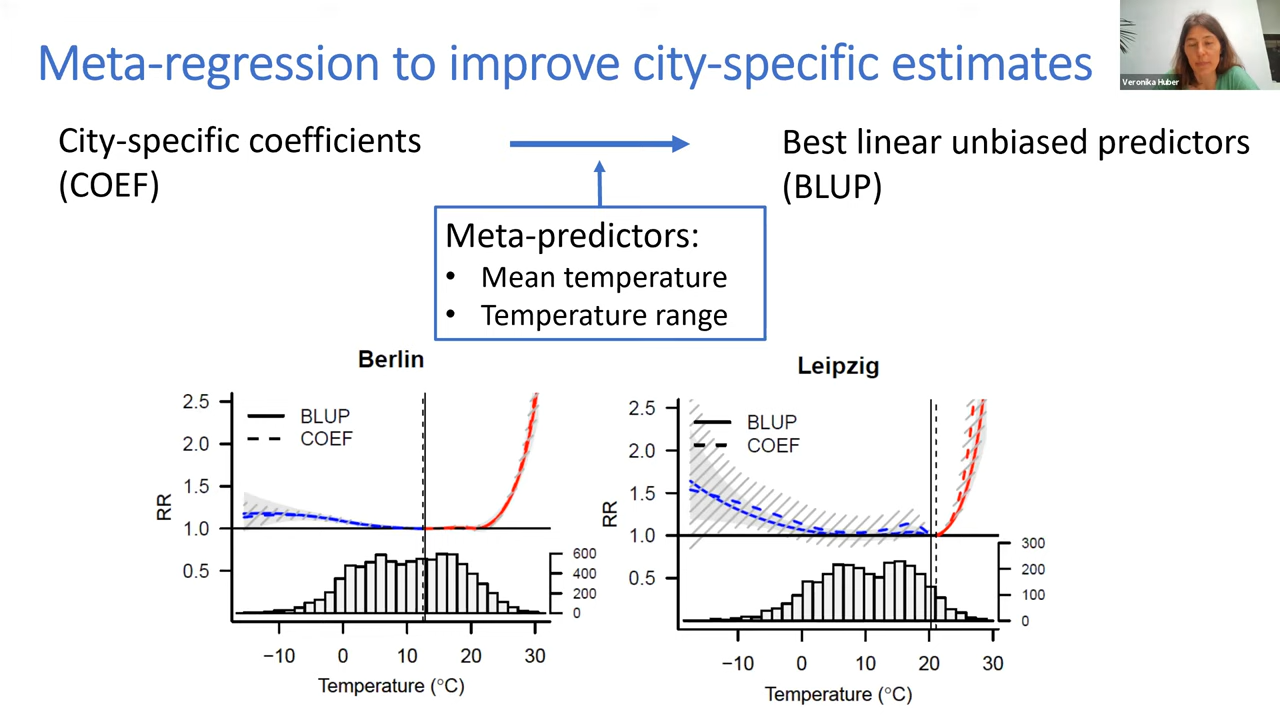 Meta-regression to improve city-specific estimates
Veronika Huber
City-specific coefficients
(COEF)
Best linear unbiased predictors
(BLUP)
Meta-predictors:
• Mean temperature
• Temperature range
Berlin
2.5
2.0
1.5
1.0
0.5
RR
BLUP
COEF
600
400
200
0
−10 0 10 20 30
Temperature (°C)
Leipzig
2.5
2.0
1.5
1.0
0.5
RR
BLUP
COEF
300
200
100
0
−10 0 10 20 30
Temperature (°C)